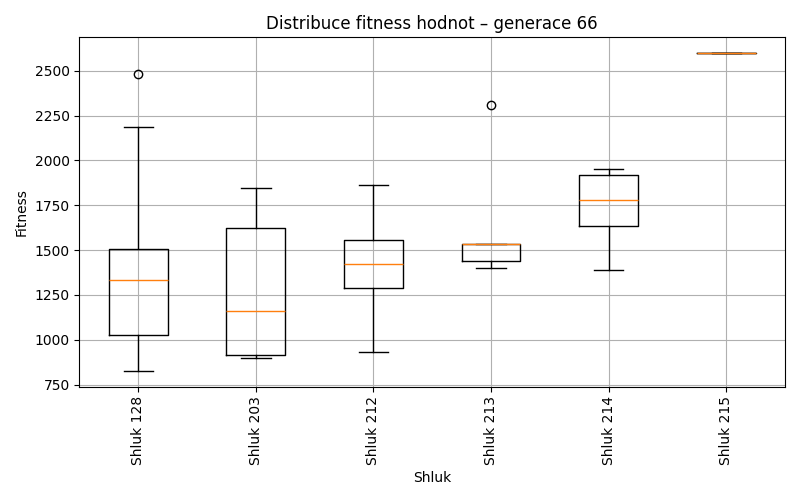 Distribuce fitness hodnot – generace 66
Fitness
2500
2250
2000
1750
1500
1250
1000
750
Shluk 128
Shluk 203
Shluk 212
Shluk 213
Shluk 214
Shluk 215
Shluk